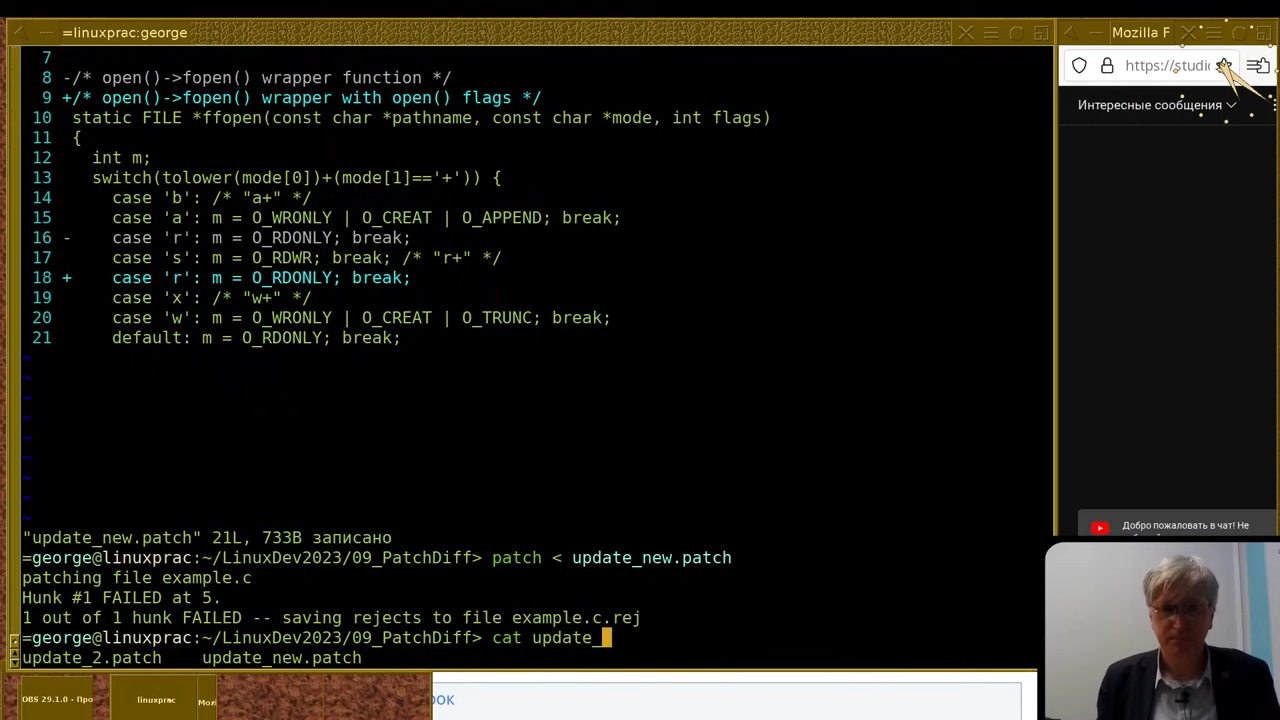 =linuxprac:george
Mozilla F
https://studio
Интересные сообщения
7
8 -/* open()->fopen() wrapper function */
9 +/* open()->fopen() wrapper with open() flags */
10 static FILE *ffopen(const char *pathname, const char *mode, int flags)
11 {
12 int m;
13 switch(tolower(mode[0])+(mode[1]=='+')) {
14 case 'b': /* "a+" */
15 case 'a': m = O_WRONLY | O_CREAT | O_APPEND; break;
16 - case 'r': m = O_RDONLY; break;
17 case 's': m = O_RDWR; break; /* "r+" */
18 + case 'r': m = O_RDONLY; break;
19 case 'x': /* "w+" */
20 case 'w': m = O_WRONLY | O_CREAT | O_TRUNC; break;
21 default: m = O_RDONLY; break;
~
~
~
~
~
~
~
~
~
"update_new.patch" 21L, 733B записано
=george@linuxprac:~/LinuxDev2023/09_PatchDiff> patch < update_new.patch
patching file example.c
Hunk #1 FAILED at 5.
1 out of 1 hunk FAILED -- saving rejects to file example.c.rej
=george@linuxprac:~/LinuxDev2023/09_PatchDiff> cat update_
update_2.patch update_new.patch
Добро пожаловать в чат! Не
OBS 29.1.0 - Про
linuxprac
Moz
ок